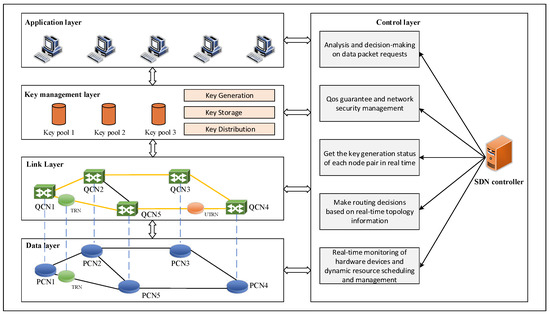 Application layer
Key management layer
Key Generation
Key Storage
Key Distribution
Key pool 1
Key pool 2
Key pool 3
Link Layer
QCN1
QCN2
QCN3
QCN4
QCN5
TRN
UTRN
Data layer
PCN1
PCN2
PCN3
PCN4
PCN5
TRN
Control layer
Analysis and decision-making
on data packet requests
Qos guarantee and network
security management
Get the key generation status
of each node pair in real time
Make routing decisions
based on real-time topology
information
Real-time monitoring of
hardware devices and
dynamic resource scheduling
and management
SDN controller